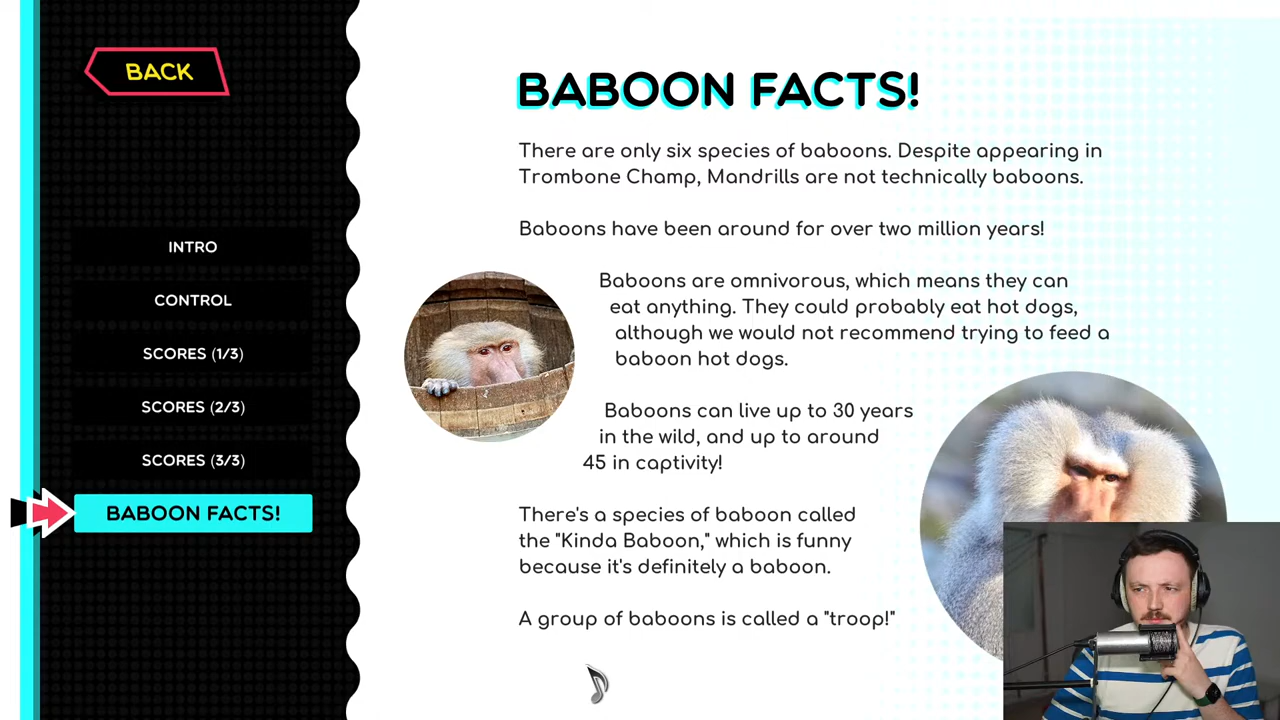 BACK
INTRO
CONTROL
SCORES (1/3)
SCORES (2/3)
SCORES (3/3)
BABOON FACTS!
BABOON FACTS!
There are only six species of baboons. Despite appearing in
Trombone Champ, Mandrills are not technically baboons.
Baboons have been around for over two million years!
Baboons are omnivorous, which means they can
eat anything. They could probably eat hot dogs,
although we would not recommend trying to feed a
baboon hot dogs.
Baboons can live up to 30 years
in the wild, and up to around
45 in captivity!
There's a species of baboon called
the "Kinda Baboon," which is funny
because it's definitely a baboon.
A group of baboons is called a "troop!"